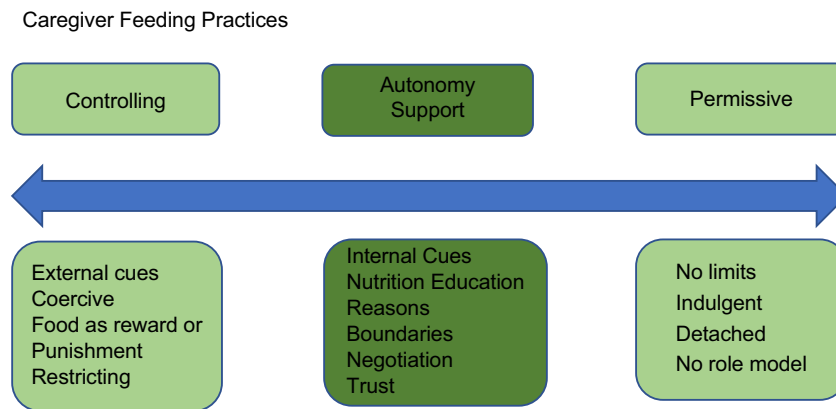 Caregiver Feeding Practices
Controlling
Autonomy
Support
Permissive
External cues
Coercive
Food as reward or
Punishment
Restricting
Internal Cues
Nutrition Education
Reasons
Boundaries
Negotiation
Trust
No limits
Indulgent
Detached
No role model